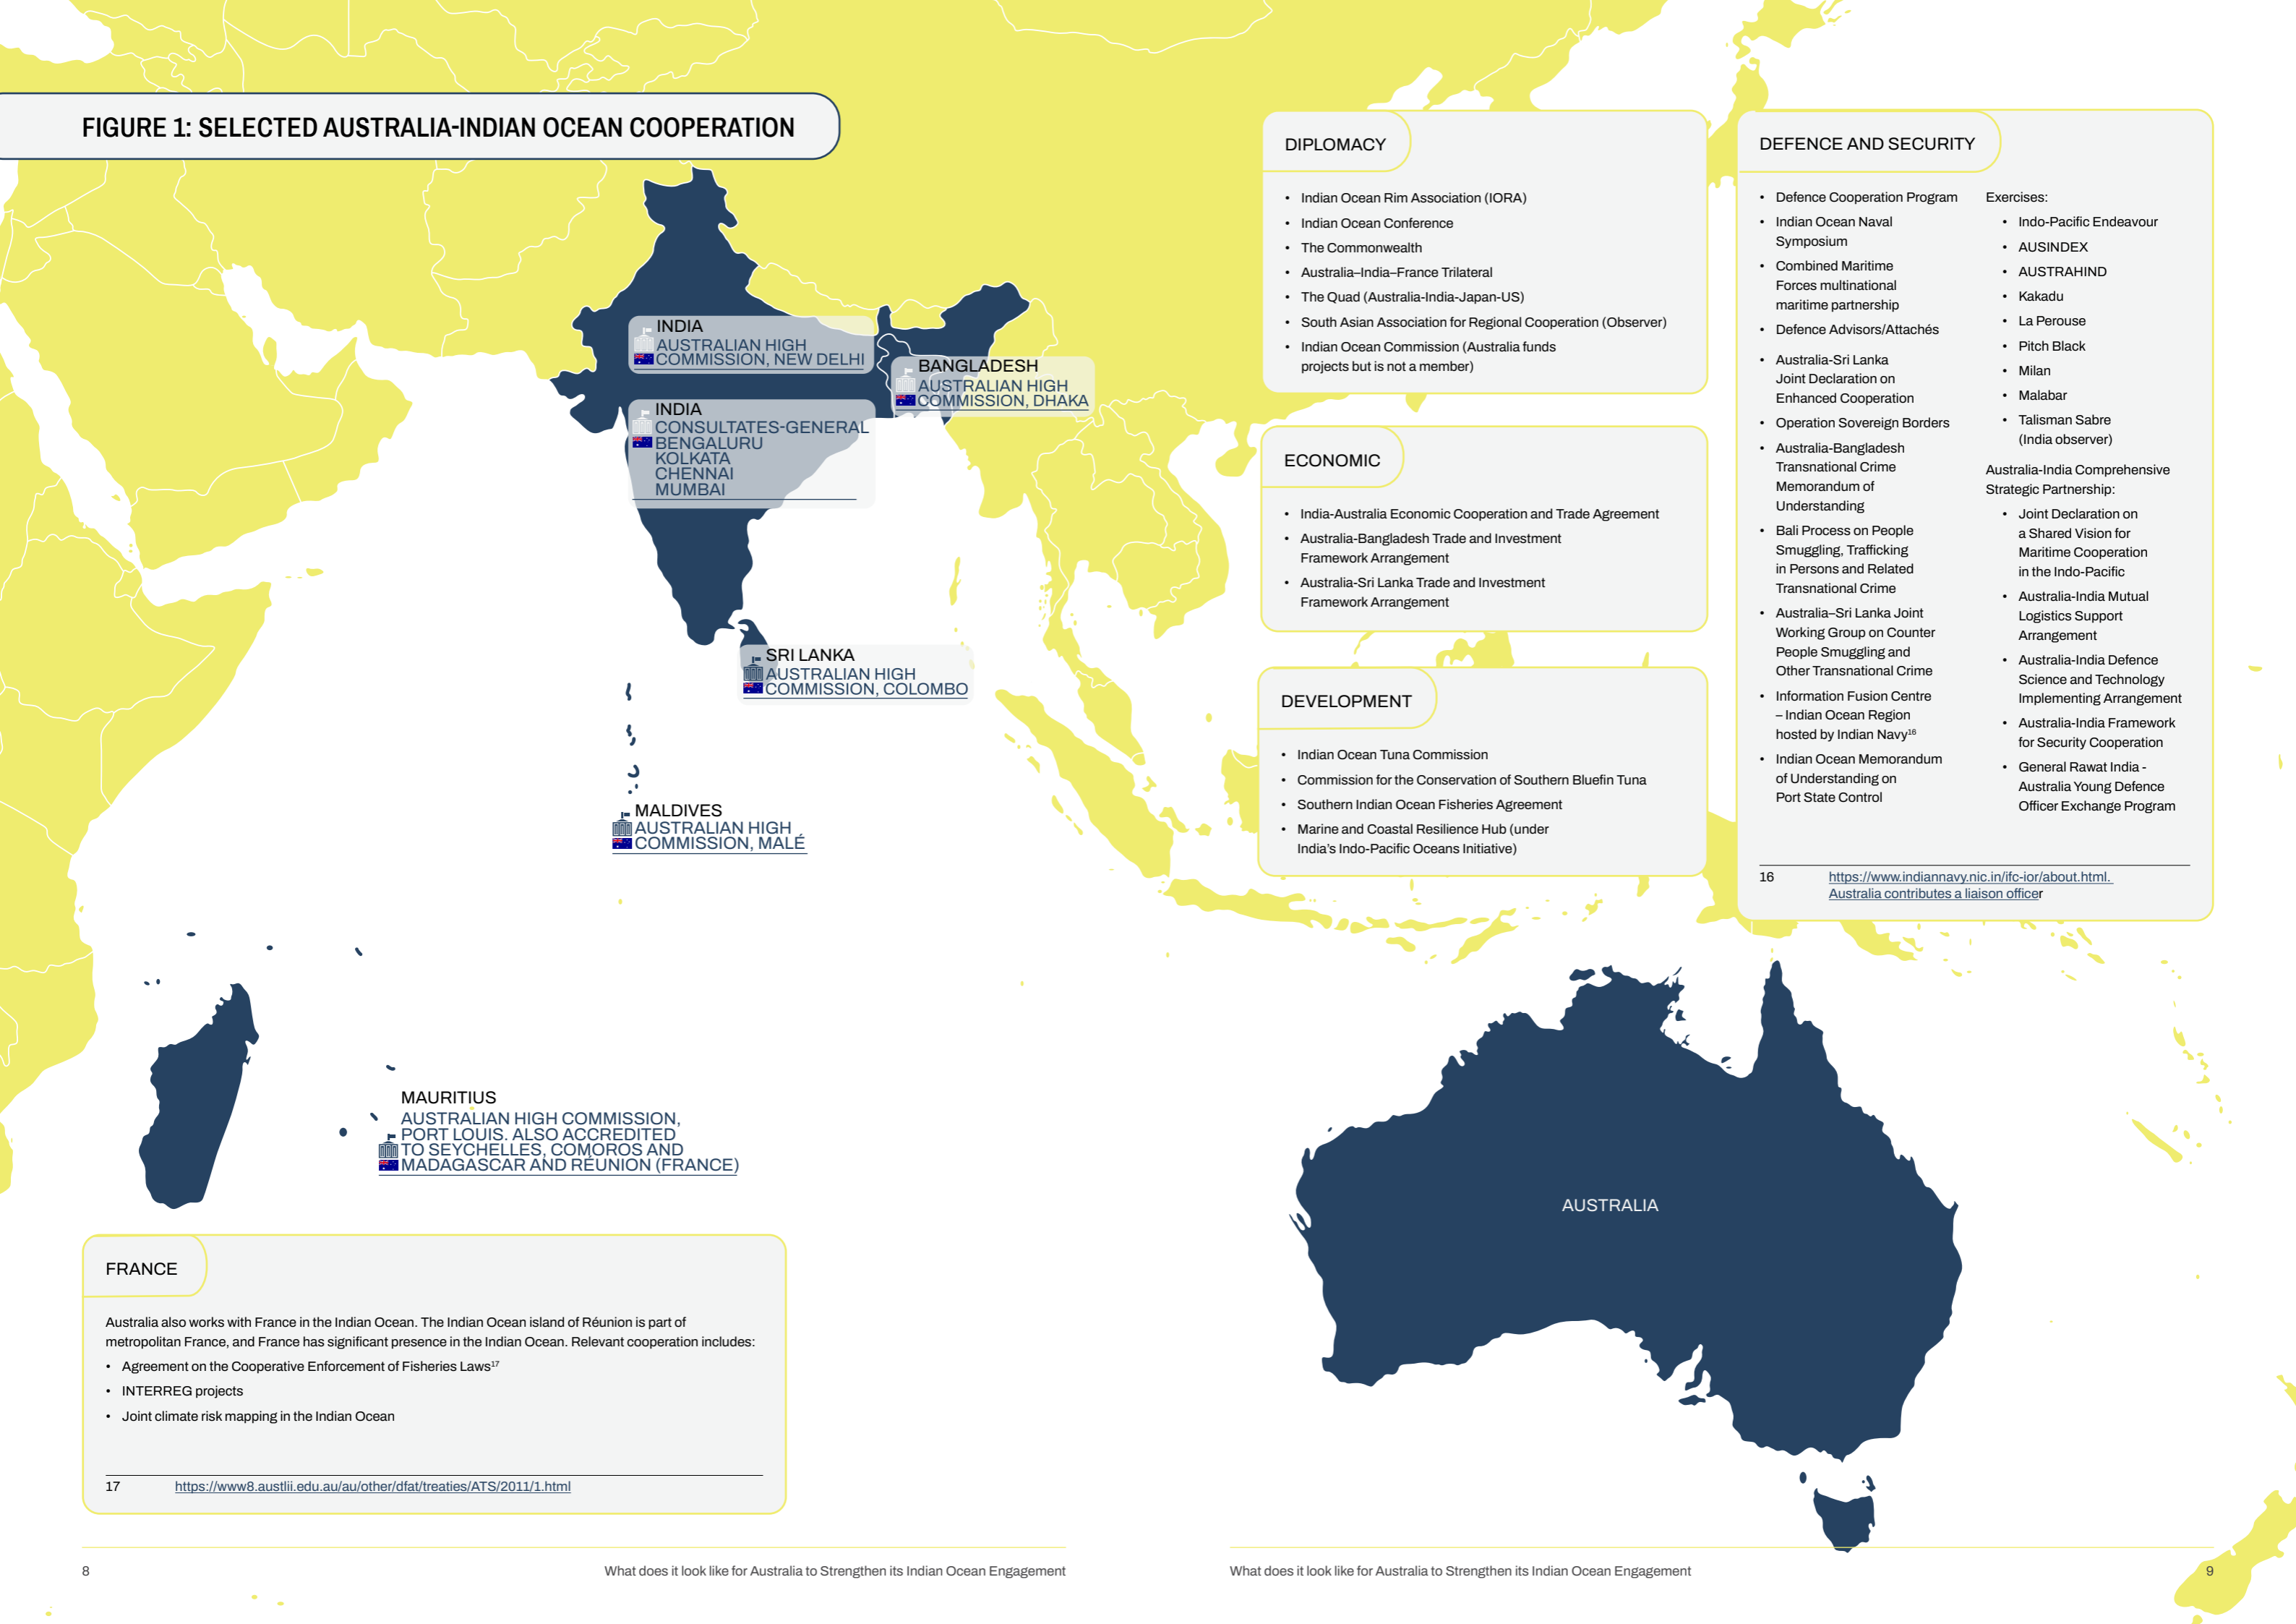 FIGURE 1: SELECTED AUSTRALIA-INDIAN OCEAN COOPERATION
INDIA
AUSTRALIAN HIGH
COMMISSION, NEW DELHI
BANGLADESH
AUSTRALIAN HIGH
COMMISSION, DHAKA
INDIA
CONSULTATES-GENERAL
BENGALURU
KOLKATA
CHENNAI
MUMBAI
SRI LANKA
AUSTRALIAN HIGH
COMMISSION, COLOMBO
MALDIVES
AUSTRALIAN HIGH
COMMISSION, MALÉ
MAURITIUS
AUSTRALIAN HIGH COMMISSION,
PORT LOUIS. ALSO ACCREDITED
TO SEYCHELLES, COMOROS AND
MADAGASCAR AND RÉUNION (FRANCE)
FRANCE
Australia also works with France in the Indian Ocean. The Indian Ocean island of Réunion is part of
metropolitan France, and France has significant presence in the Indian Ocean. Relevant cooperation includes:
• Agreement on the Cooperative Enforcement of Fisheries Laws17
• INTERREG projects
• Joint climate risk mapping in the Indian Ocean
17 https://www8.austlii.edu.au/au/other/dfat/treaties/ATS/2011/1.html
8
What does it look like for Australia to Strengthen its Indian Ocean Engagement
DIPLOMACY
• Indian Ocean Rim Association (IORA)
• Indian Ocean Conference
• The Commonwealth
• Australia–India–France Trilateral
• The Quad (Australia-India-Japan-US)
• South Asian Association for Regional Cooperation (Observer)
• Indian Ocean Commission (Australia funds
projects but is not a member)
ECONOMIC
• India-Australia Economic Cooperation and Trade Agreement
• Australia-Bangladesh Trade and Investment
Framework Arrangement
• Australia-Sri Lanka Trade and Investment
Framework Arrangement
DEVELOPMENT
• Indian Ocean Tuna Commission
• Commission for the Conservation of Southern Bluefin Tuna
• Southern Indian Ocean Fisheries Agreement
• Marine and Coastal Resilience Hub (under
India's Indo-Pacific Oceans Initiative)
DEFENCE AND SECURITY
• Defence Cooperation Program
• Indian Ocean Naval
Symposium
• Combined Maritime
Forces multinational
maritime partnership
• Defence Advisors/Attachés
• Australia-Sri Lanka
Joint Declaration on
Enhanced Cooperation
• Operation Sovereign Borders
• Australia-Bangladesh
Transnational Crime
Memorandum of
Understanding
• Bali Process on People
Smuggling, Trafficking
in Persons and Related
Transnational Crime
• Australia–Sri Lanka Joint
Working Group on Counter
People Smuggling and
Other Transnational Crime
• Information Fusion Centre
– Indian Ocean Region
hosted by Indian Navy16
• Indian Ocean Memorandum
of Understanding on
Port State Control
Exercises:
• Indo-Pacific Endeavour
• AUSINDEX
• AUSTRAHIND
• Kakadu
• La Perouse
• Pitch Black
• Milan
• Malabar
• Talisman Sabre
(India observer)
Australia-India Comprehensive
Strategic Partnership:
• Joint Declaration on
a Shared Vision for
Maritime Cooperation
in the Indo-Pacific
• Australia-India Mutual
Logistics Support
Arrangement
• Australia-India Defence
Science and Technology
Implementing Arrangement
• Australia-India Framework
for Security Cooperation
• General Rawat India -
Australia Young Defence
Officer Exchange Program
16 https://www.indiannavy.nic.in/ifc-ior/about.html.
Australia contributes a liaison officer
AUSTRALIA
What does it look like for Australia to Strengthen its Indian Ocean Engagement
9